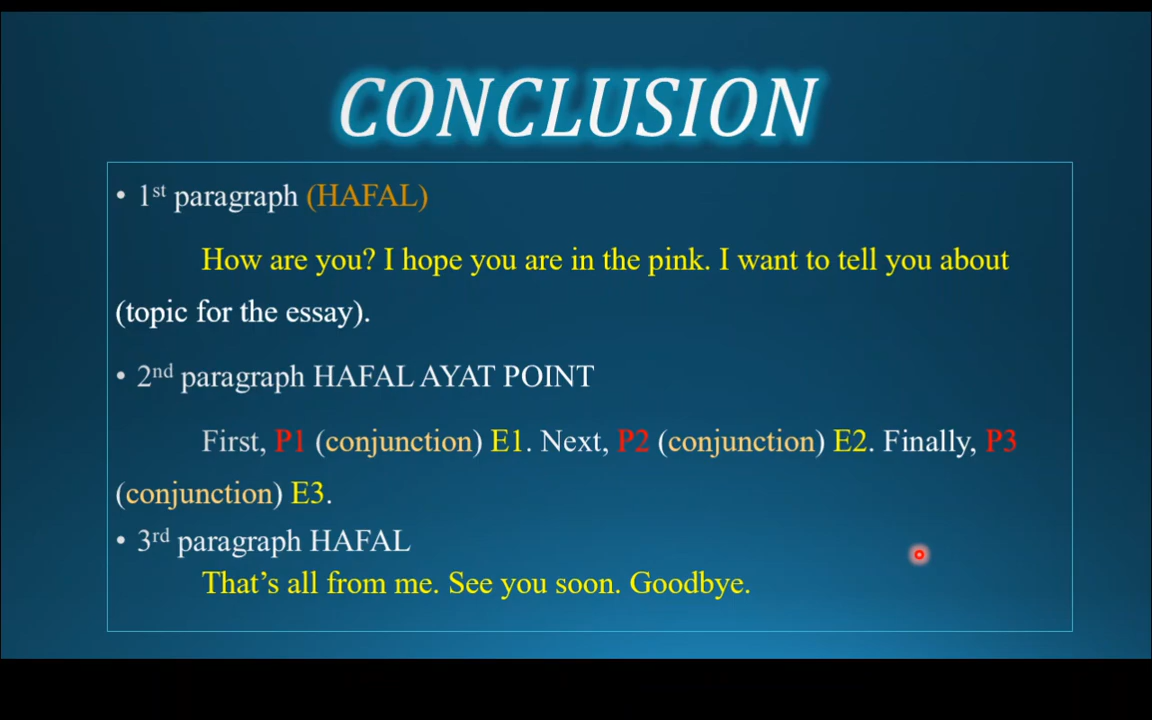 CONCLUSION
• 1st paragraph (HAFAL)
How are you? I hope you are in the pink. I want to tell you about
(topic for the essay).
• 2nd paragraph HAFAL AYAT POINT
First, P1 (conjunction) E1. Next, P2 (conjunction) E2. Finally, P3
(conjunction) E3.
• 3rd paragraph HAFAL
That’s all from me. See you soon. Goodbye.